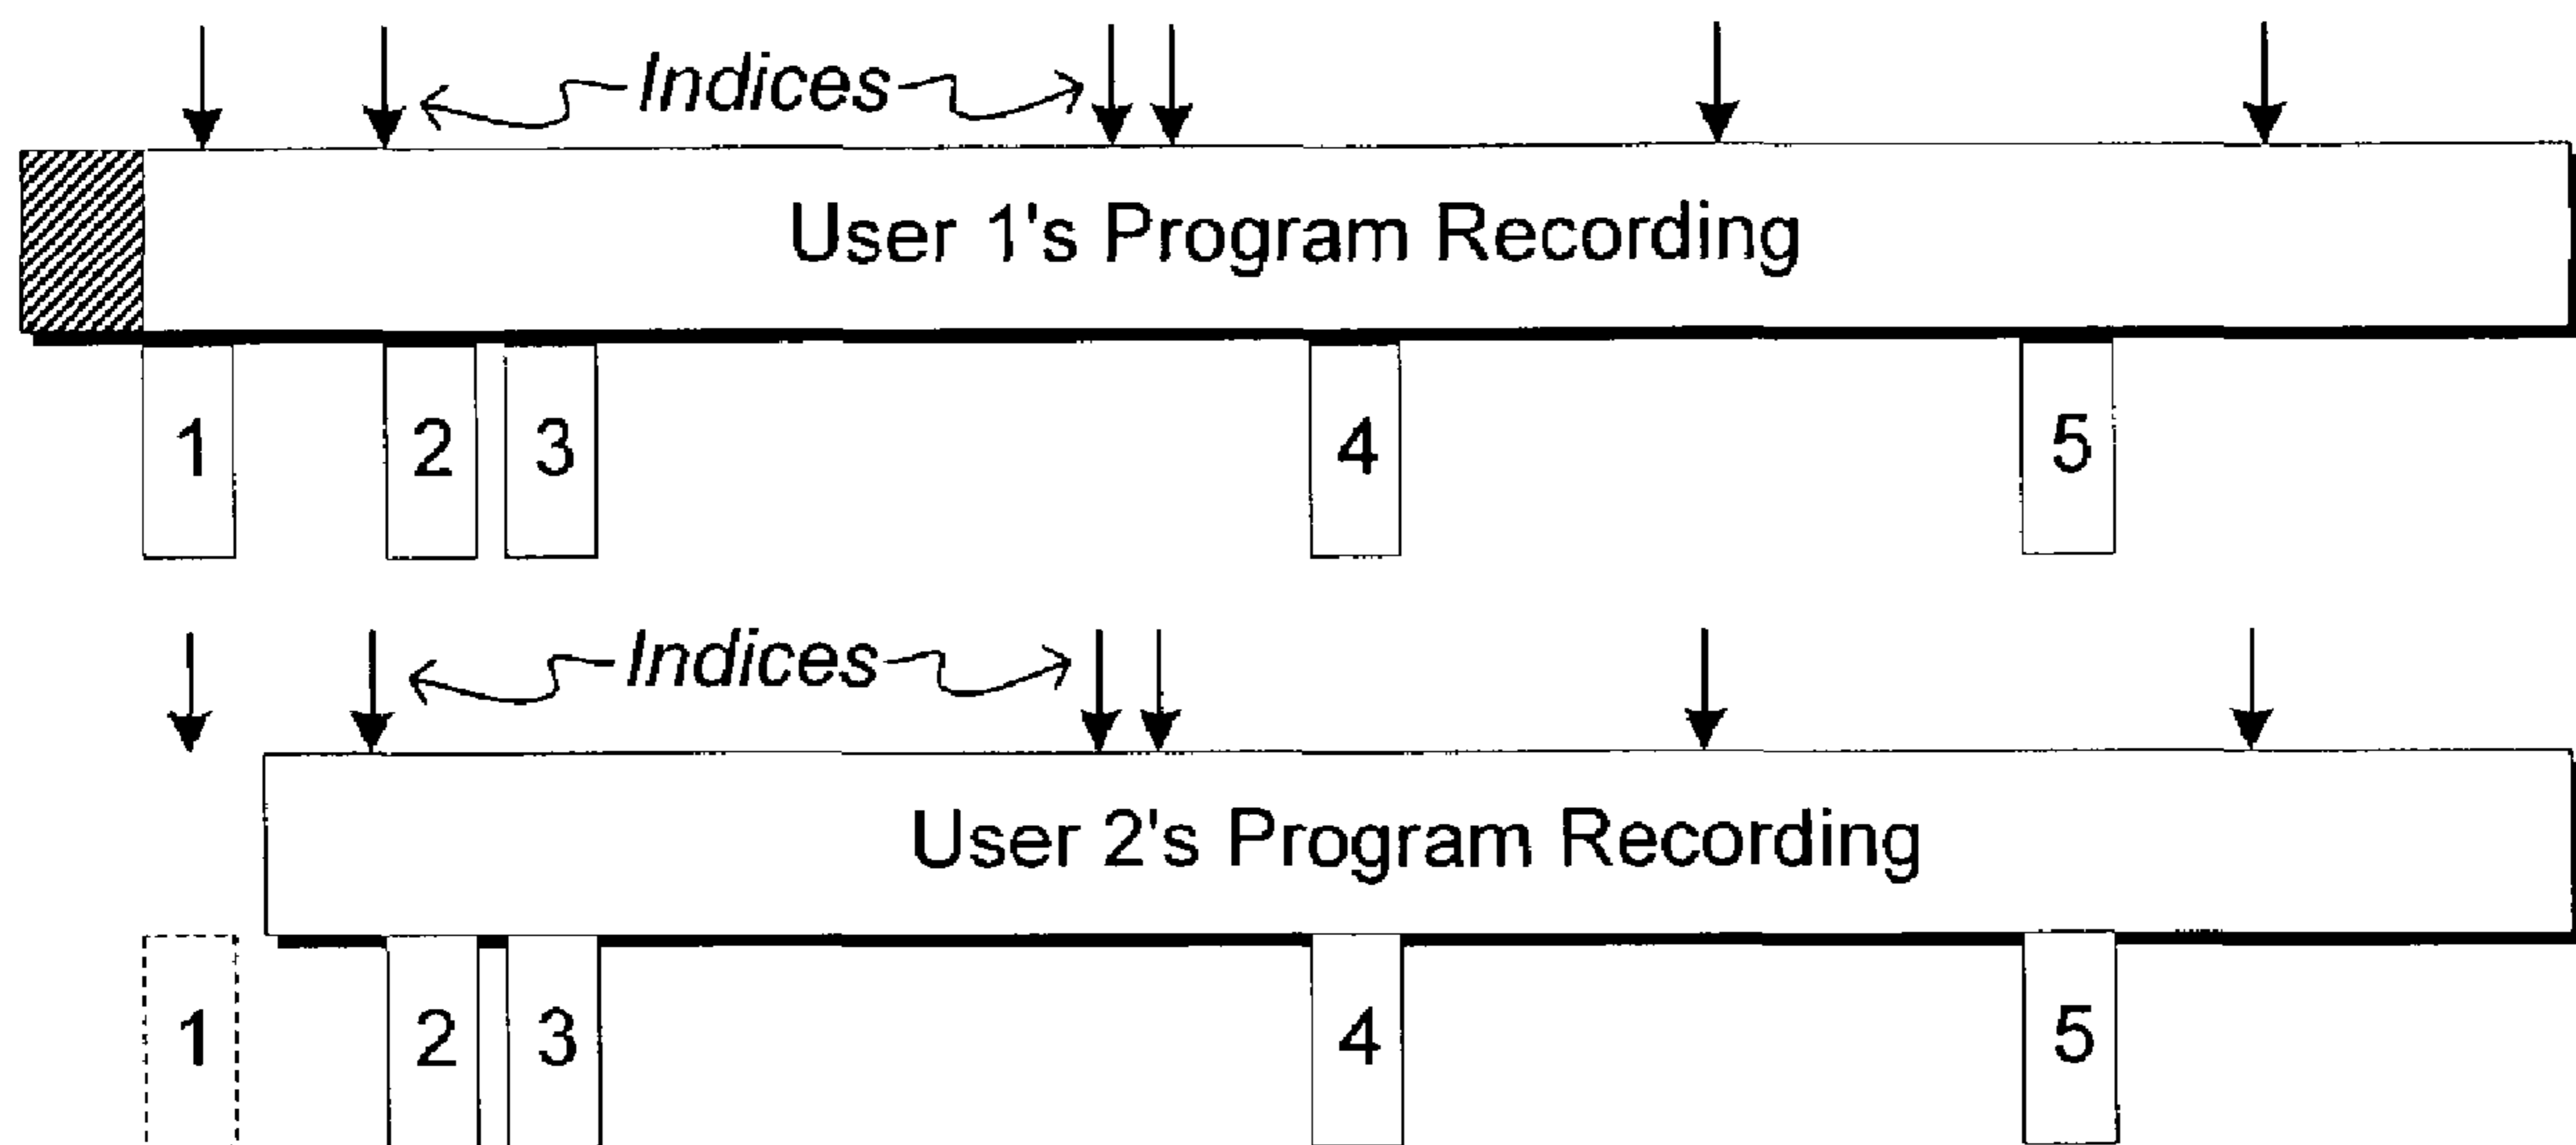 Indices
User 1's Program Recording
1 2 3 4 5
Indices
User 2's Program Recording
1 2 3 4 5